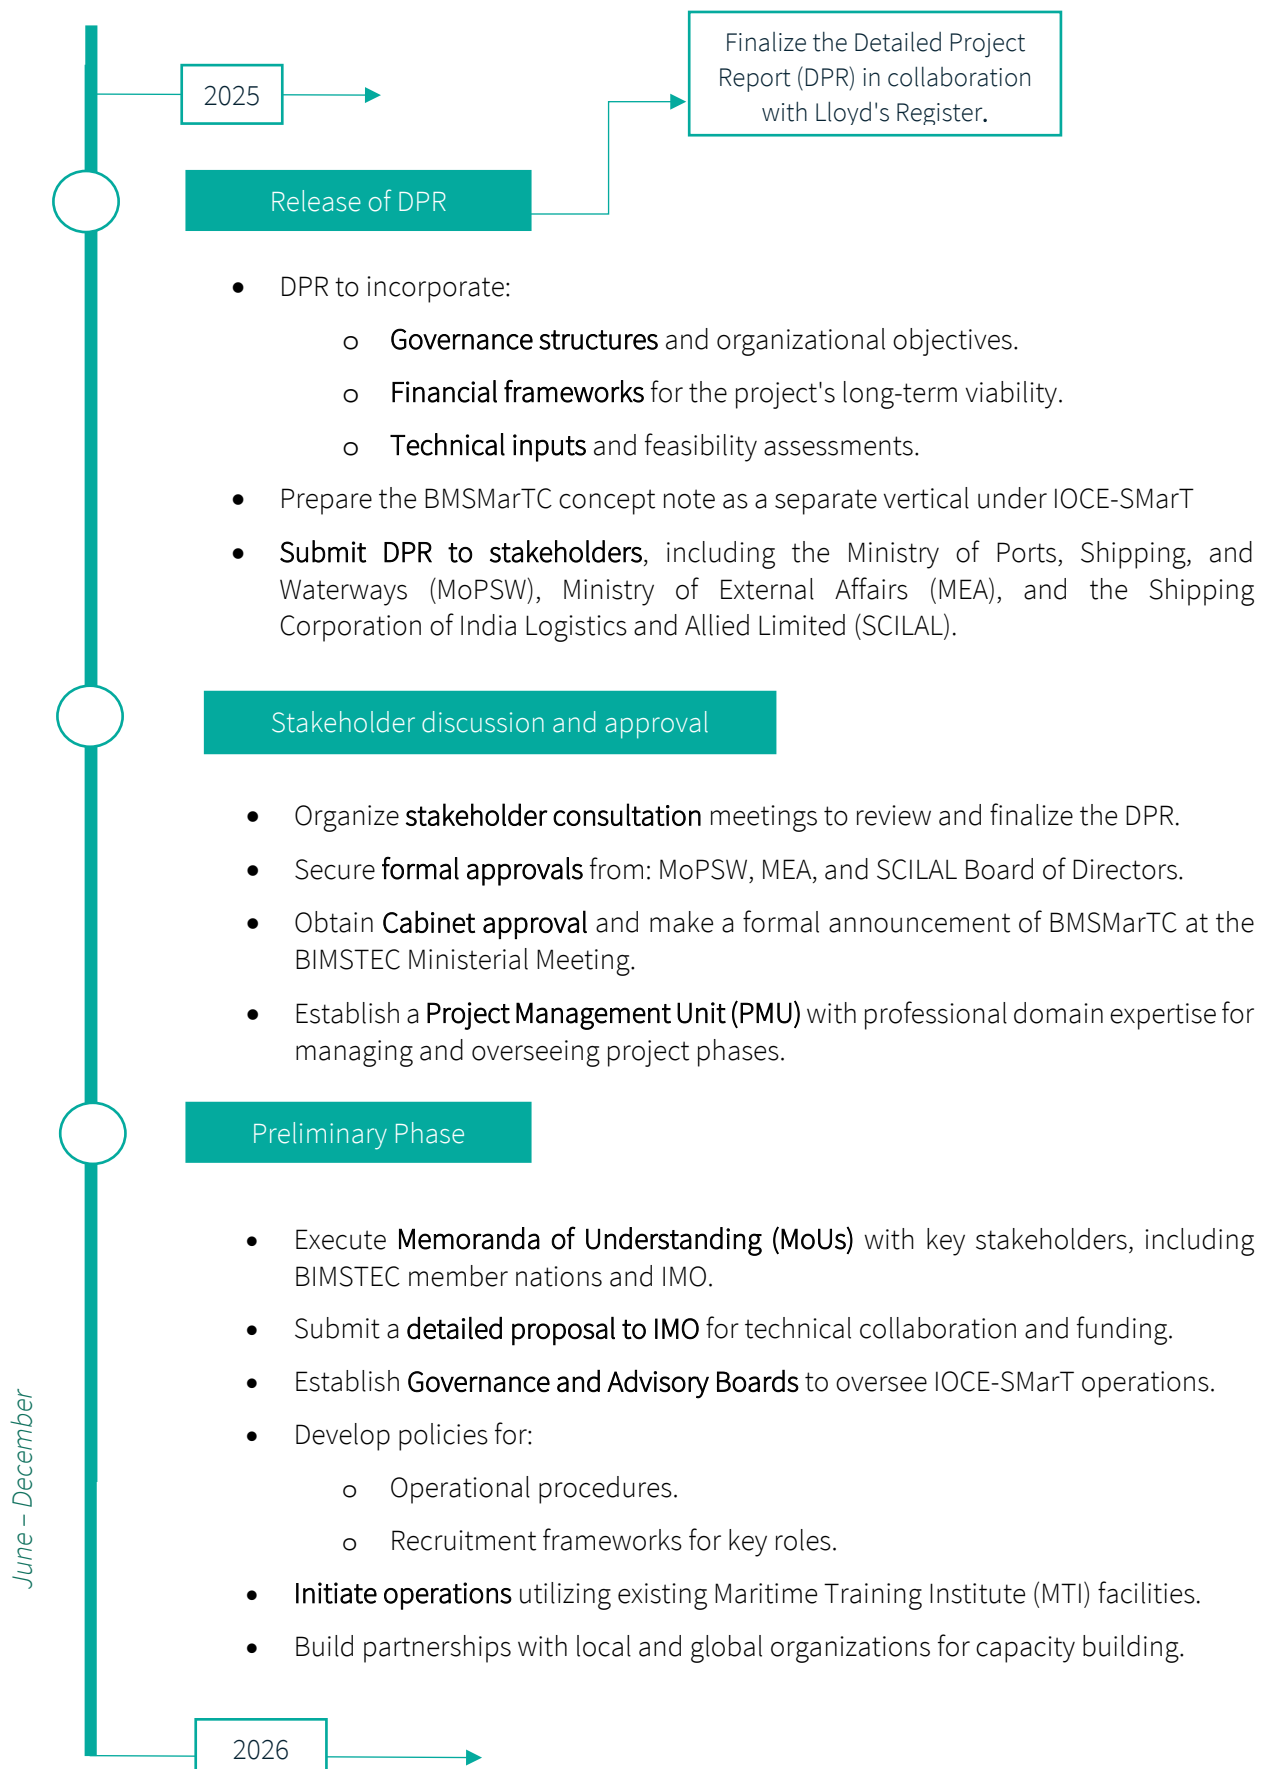 Finalize the Detailed Project
Report (DPR) in collaboration
with Lloyd's Register.
2025
Release of DPR
• DPR to incorporate:
o Governance structures and organizational objectives.
o Financial frameworks for the project's long-term viability.
o Technical inputs and feasibility assessments.
• Prepare the BMSMarTC concept note as a separate vertical under IOCE-SMarT
• Submit DPR to stakeholders, including the Ministry of Ports, Shipping, and
Waterways (MoPSW), Ministry of External Affairs (MEA), and the Shipping
Corporation of India Logistics and Allied Limited (SCILAL).
Stakeholder discussion and approval
• Organize stakeholder consultation meetings to review and finalize the DPR.
• Secure formal approvals from: MoPSW, MEA, and SCILAL Board of Directors.
• Obtain Cabinet approval and make a formal announcement of BMSMarTC at the
BIMSTEC Ministerial Meeting.
• Establish a Project Management Unit (PMU) with professional domain expertise for
managing and overseeing project phases.
Preliminary Phase
• Execute Memoranda of Understanding (MoUs) with key stakeholders, including
BIMSTEC member nations and IMO.
• Submit a detailed proposal to IMO for technical collaboration and funding.
• Establish Governance and Advisory Boards to oversee IOCE-SMarT operations.
• Develop policies for:
o Operational procedures.
o Recruitment frameworks for key roles.
• Initiate operations utilizing existing Maritime Training Institute (MTI) facilities.
• Build partnerships with local and global organizations for capacity building.
June – December
2026